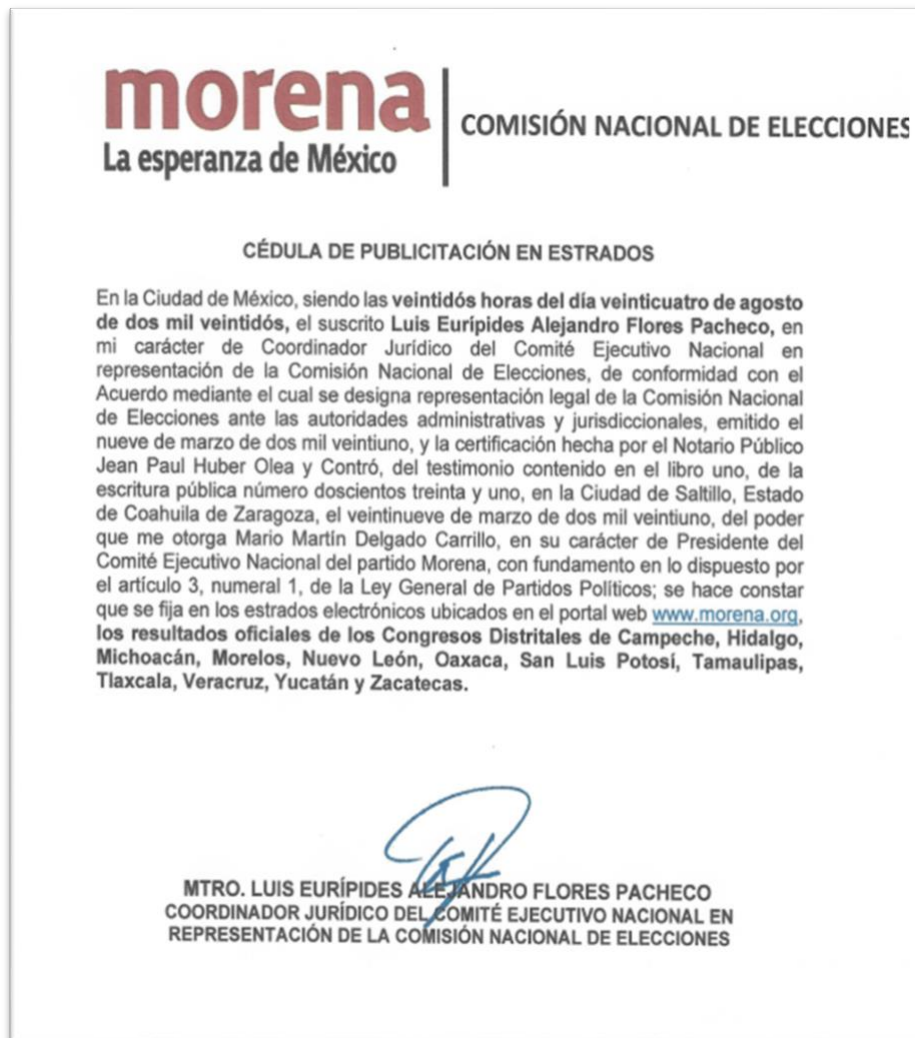 morena
La esperanza de México
COMISIÓN NACIONAL DE ELECCIONES
CÉDULA DE PUBLICITACIÓN EN ESTRADOS
En la Ciudad de México, siendo las veintidós horas del día veinticuatro de agosto
de dos mil veintidós, el suscrito Luis Eurípides Alejandro Flores Pacheco, en
mi carácter de Coordinador Jurídico del Comité Ejecutivo Nacional en
representación de la Comisión Nacional de Elecciones, de conformidad con el
Acuerdo mediante el cual se designa representación legal de la Comisión Nacional
de Elecciones ante las autoridades administrativas y jurisdiccionales, emitido el
nueve de marzo de dos mil veintiuno, y la certificación hecha por el Notario Público
Jean Paul Huber Olea y Contró, del testimonio contenido en el libro uno, de la
escritura pública número doscientos treinta y uno, en la Ciudad de Saltillo, Estado
de Coahuila de Zaragoza, el veintinueve de marzo de dos mil veintiuno, del poder
que me otorga Mario Martín Delgado Carrillo, en su carácter de Presidente del
Comité Ejecutivo Nacional del partido Morena, con fundamento en lo dispuesto por
el artículo 3, numeral 1, de la Ley General de Partidos Políticos; se hace constar
que se fija en los estrados electrónicos ubicados en el portal web www.morena.org,
los resultados oficiales de los Congresos Distritales de Campeche, Hidalgo,
Michoacán, Morelos, Nuevo León, Oaxaca, San Luis Potosí, Tamaulipas,
Tlaxcala, Veracruz, Yucatán y Zacatecas.
MTRO. LUIS EURÍPIDES ALEJANDRO FLORES PACHECO
COORDINADOR JURÍDICO DEL COMITÉ EJECUTIVO NACIONAL EN
REPRESENTACIÓN DE LA COMISIÓN NACIONAL DE ELECCIONES